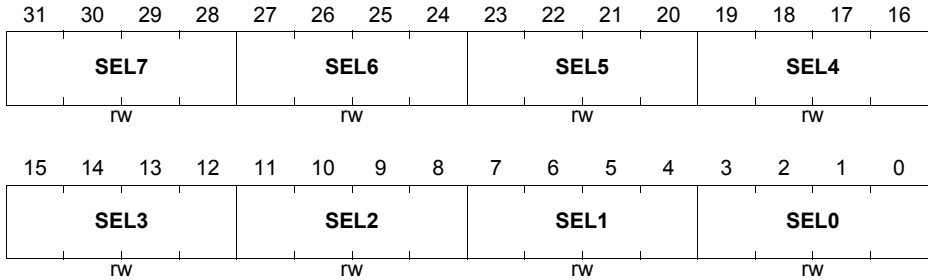 31 30 29 28 27 26 25 24 23 22 21 20 19 18 17 16
SEL7 SEL6 SEL5 SEL4
rw rw rw rw
15 14 13 12 11 10 9 8 7 6 5 4 3 2 1 0
SEL3 SEL2 SEL1 SEL0
rw rw rw rw